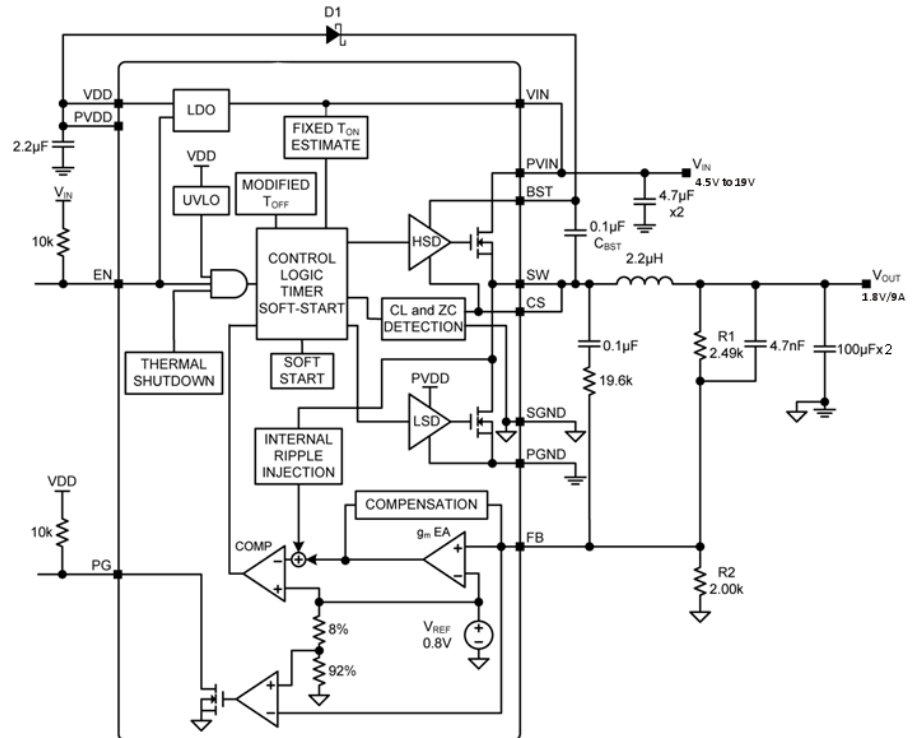 D1
VDD
PVDD
2.2µF
LDO
VIN
FIXED TON
ESTIMATE
VDD
UVLO
MODIFIED
TOFF
PVIN
BST
VIN
4.5V to 19V
4.7µF
x2
VIN
10k
EN
CONTROL
LOGIC
TIMER
SOFT-START
HSD
0.1µF
CBST
2.2µH
SW
CS
VOUT
1.8V/9A
CL and ZC
DETECTION
THERMAL
SHUTDOWN
SOFT
START
0.1µF
19.6k
R1
2.49k
4.7nF
100µFx2
PVDD
LSD
INTERNAL
RIPPLE
INJECTION
SGND
PGND
COMPENSATION
VDD
10k
PG
COMP
gm EA
FB
R2
2.00k
VREF
0.8V
8%
92%